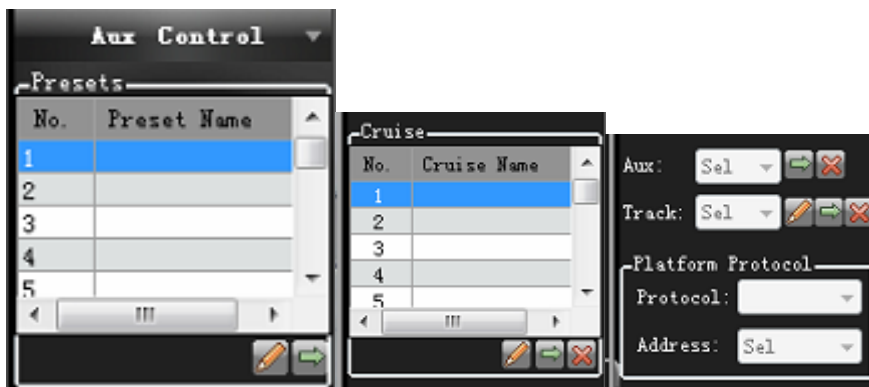 Aux Control
Presets
No. Preset Name
1
2
3
4
5
Cruise
No. Cruise Name
1
2
3
4
5
Aux: Sel
Track: Sel
Platform Protocol
Protocol:
Address: Sel